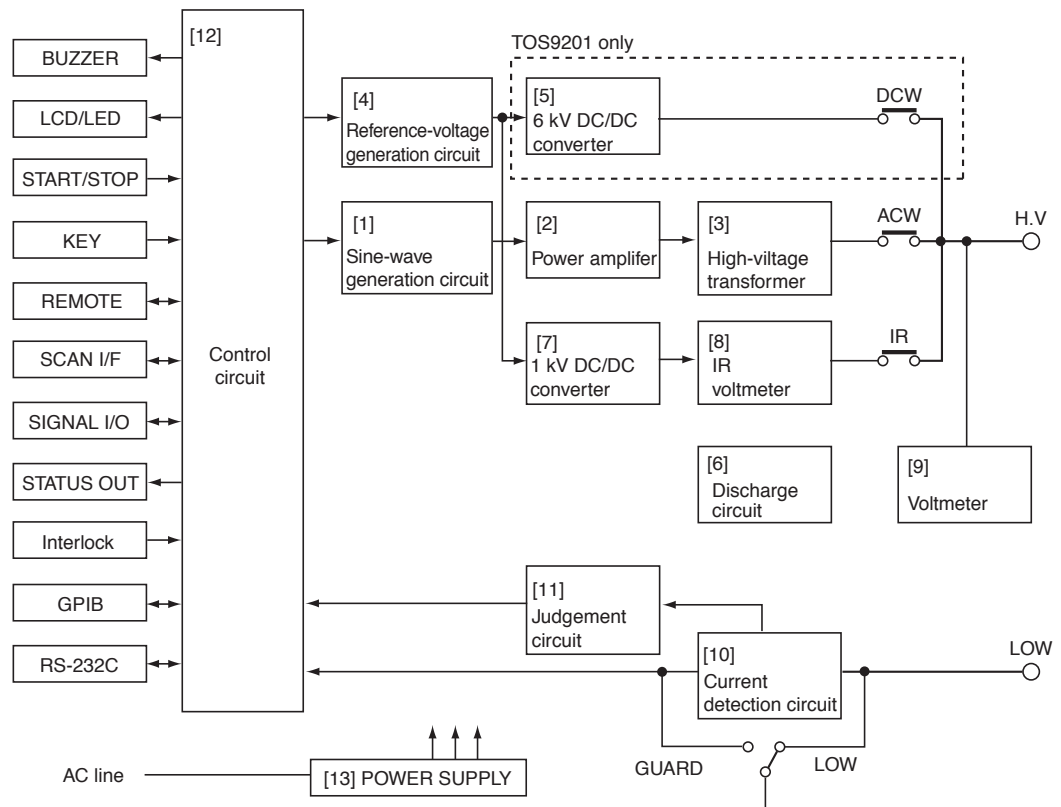 BUZZER
LCD/LED
START/STOP
KEY
REMOTE
SCAN I/F
SIGNAL I/O
STATUS OUT
Interlock
GPIB
RS-232C
[12]
Control
circuit
TOS9201 only
[4]
Reference-voltage
generation circuit
[5]
6 kV DC/DC
converter
DCW
[1]
Sine-wave
generation circuit
[2]
Power amplifer
[3]
High-viltage
transformer
ACW
H.V
[7]
1 kV DC/DC
converter
[8]
IR
voltmeter
IR
[6]
Discharge
circuit
[9]
Voltmeter
[11]
Judgement
circuit
[10]
Current
detection circuit
LOW
GUARD
LOW
AC line
[13] POWER SUPPLY